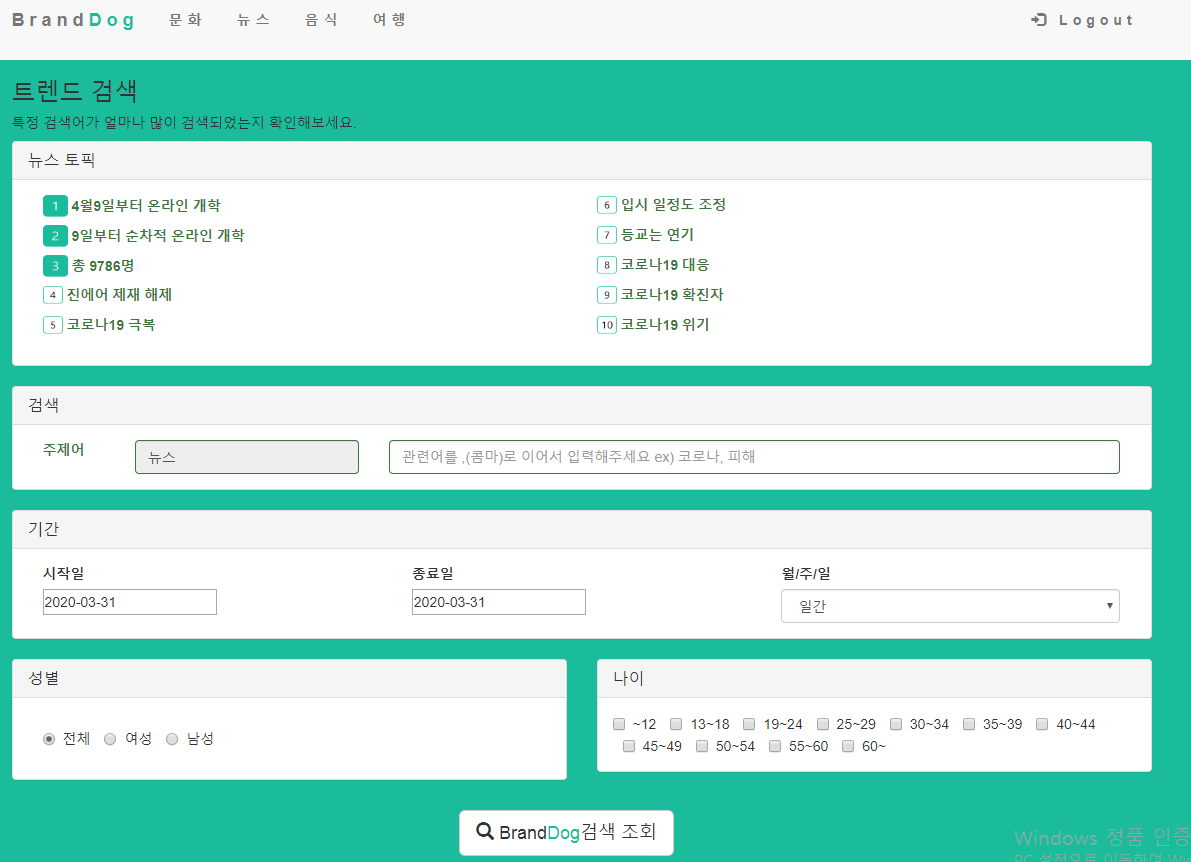 BrandDog 문화 뉴스 음식 여행 Logout
트렌드 검색
특정 검색어가 얼마나 많이 검색되었는지 확인해보세요.
뉴스 토픽
1 4월9일부터 온라인 개학
2 9일부터 순차적 온라인 개학
3 총 9786명
4 진에어 제재 해제
5 코로나19 극복
6 입시 일정도 조정
7 등교는 연기
8 코로나19 대응
9 코로나19 확진자
10 코로나19 위기
검색
주제어 뉴스 관련어를 ,(콤마)로 이어서 입력해주세요 ex) 코로나, 피해
기간
시작일 종료일 월/주/일
2020-03-31 2020-03-31 일간
성별
전체 여성 남성
나이
~12 13~18 19~24 25~29 30~34 35~39 40~44
45~49 50~54 55~60 60~
BrandDog검색 조회
Windows 정품 인증